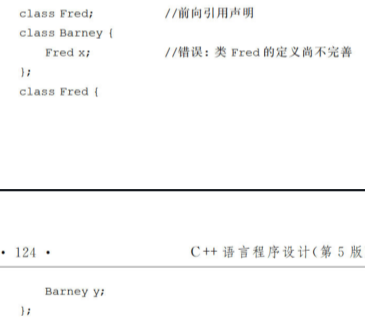 class Fred;  //前向引用声明
class Barney {
Fred x;  //错误：类 Fred 的定义尚不完善
};
class Fred {
• 124 •  C++ 语言程序设计(第 5 版
Barney y;
};